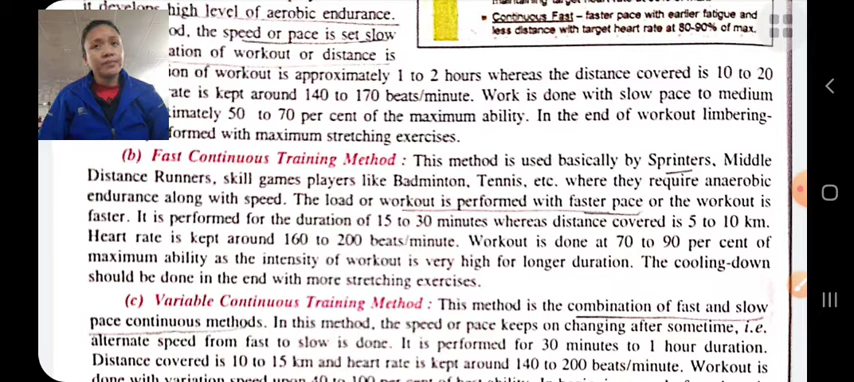 it develops high level of aerobic endurance.
od, the speed or pace is set slow
ation of workout or distance is
ion of workout is approximately 1 to 2 hours whereas the distance covered is 10 to 20
rate is kept around 140 to 170 beats/minute. Work is done with slow pace to medium
imately 50 to 70 per cent of the maximum ability. In the end of workout limbering-
formed with maximum stretching exercises.
Continuous Fast – faster pace with earlier fatigue and
less distance with target heart rate at 80-90% of max.
(b) Fast Continuous Training Method : This method is used basically by Sprinters, Middle
Distance Runners, skill games players like Badminton, Tennis, etc. where they require anaerobic
endurance along with speed. The load or workout is performed with faster pace or the workout is
faster. It is performed for the duration of 15 to 30 minutes whereas distance covered is 5 to 10 km.
Heart rate is kept around 160 to 200 beats/minute. Workout is done at 70 to 90 per cent of
maximum ability as the intensity of workout is very high for longer duration. The cooling-down
should be done in the end with more stretching exercises.
(c) Variable Continuous Training Method : This method is the combination of fast and slow
pace continuous methods. In this method, the speed or pace keeps on changing after sometime, i.e.
alternate speed from fast to slow is done. It is performed for 30 minutes to 1 hour duration.
Distance covered is 10 to 15 km and heart rate is kept around 140 to 200 beats/minute. Workout is